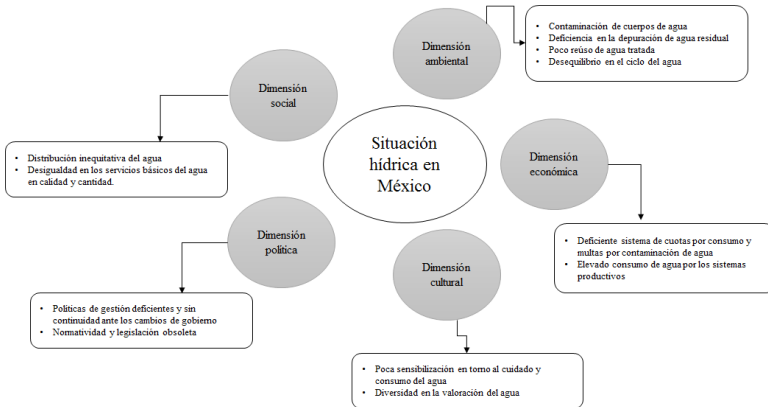 Dimensión
ambiental
• Contaminación de cuerpos de agua
• Deficiencia en la depuración de agua residual
• Poco reúso de agua tratada
• Desequilibrio en el ciclo del agua
Dimensión
social
• Distribución inequitativa del agua
• Desigualdad en los servicios básicos del agua
en calidad y cantidad.
Situación
hídrica en
México
Dimensión
económica
• Deficiente sistema de cuotas por consumo y
multas por contaminación de agua
• Elevado consumo de agua por los sistemas
productivos
Dimensión
política
• Políticas de gestión deficientes y sin
continuidad ante los cambios de gobierno
• Normatividad y legislación obsoleta
Dimensión
cultural
• Poca sensibilización en torno al cuidado y
consumo del agua
• Diversidad en la valoración del agua